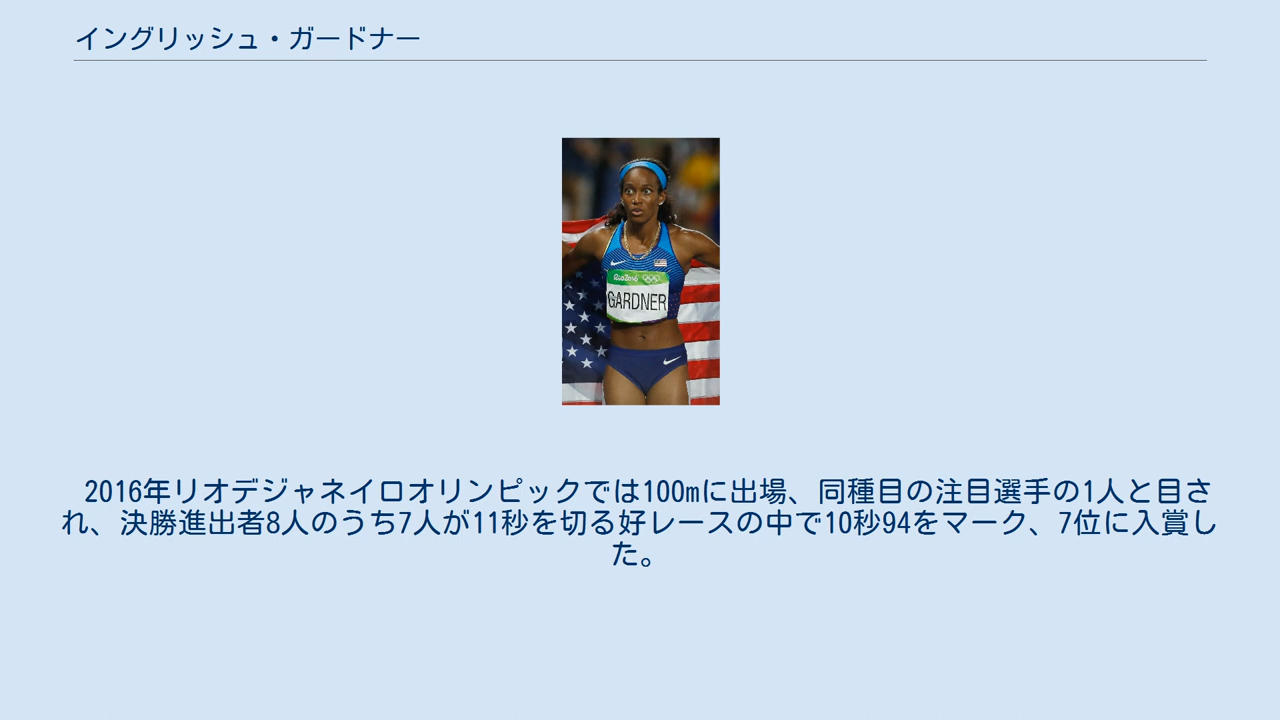 イングリッシュ・ガードナー
Rio2016
GARDNER
2016年リオデジャネイロオリンピックでは100mに出場、同種目の注目選手の1人と目さ
れ、決勝進出者8人のうち7人が11秒を切る好レースの中で10秒94をマーク、7位に入賞し
た。